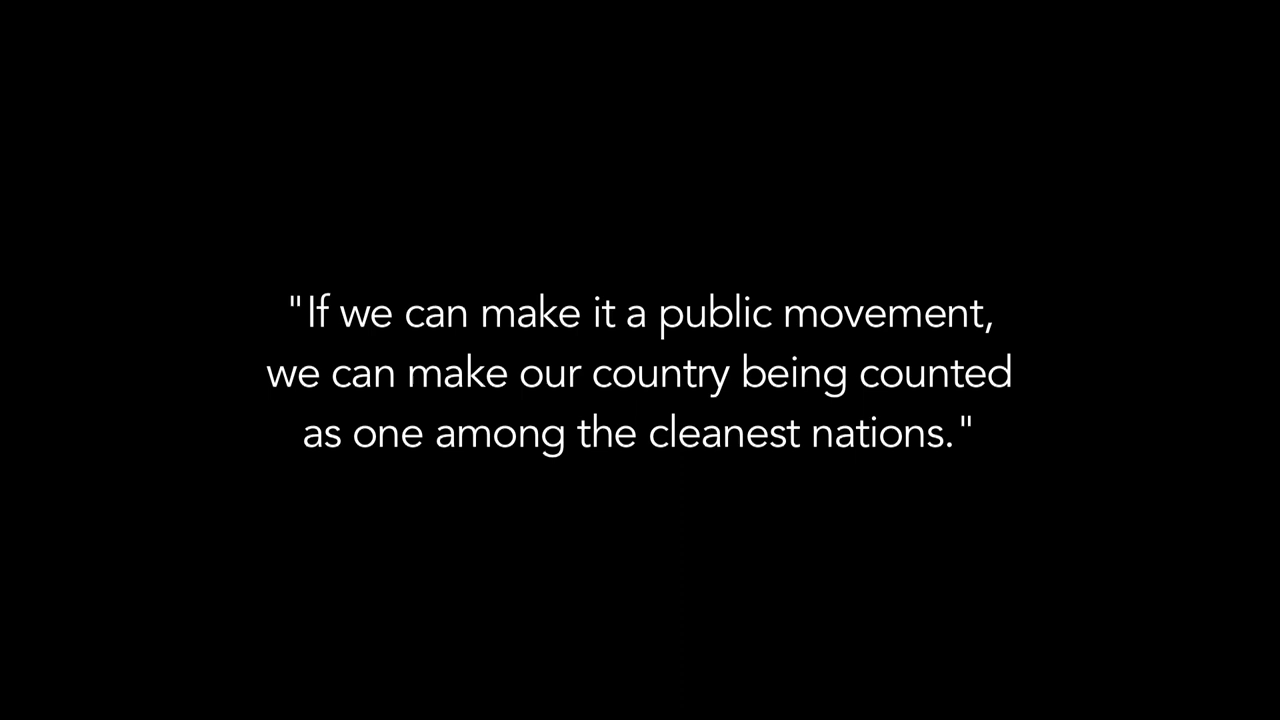 "If we can make it a public movement,
we can make our country being counted
as one among the cleanest nations."